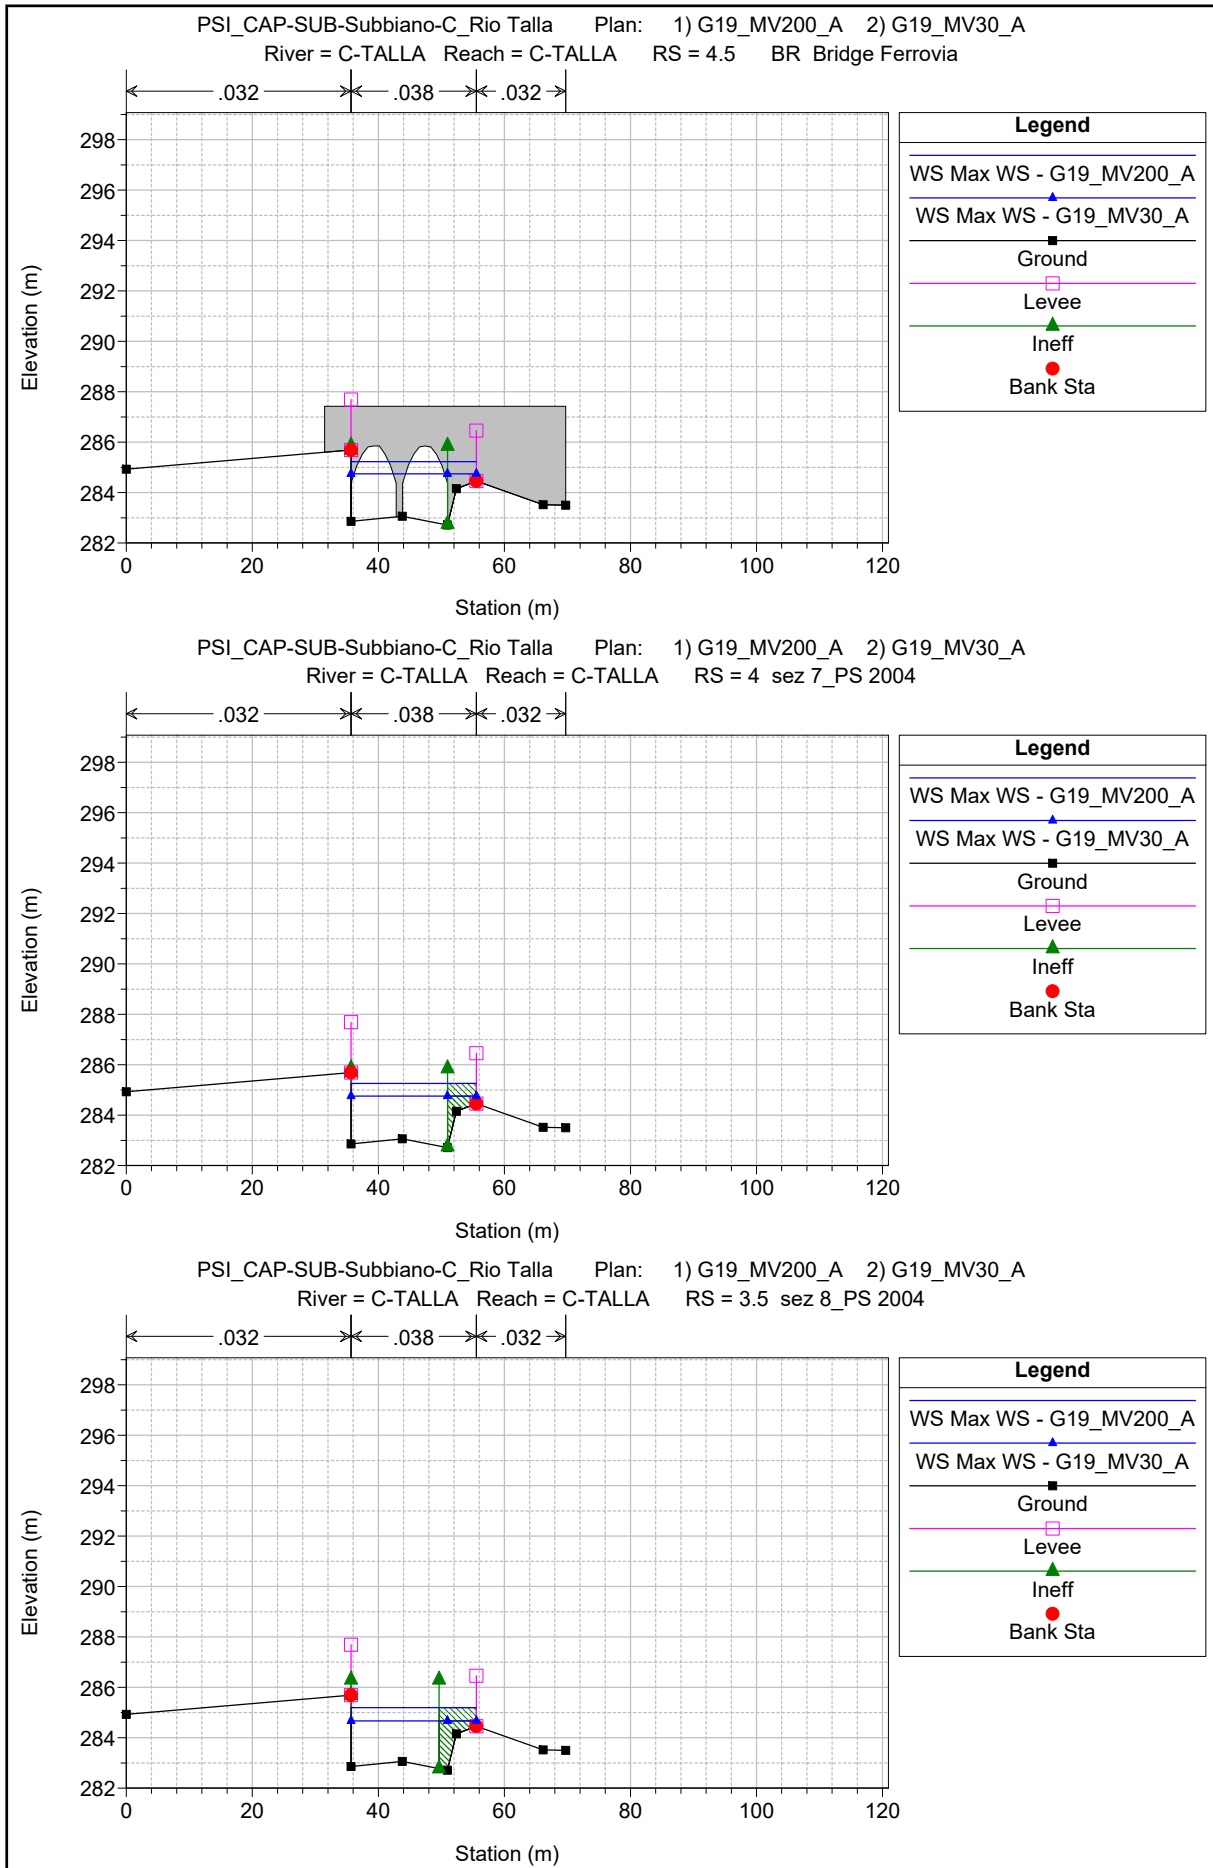 PSI_CAP-SUB-Subbiano-C_Rio Talla Plan: 1) G19_MV200_A 2) G19_MV30_A
River = C-TALLA Reach = C-TALLA RS = 4.5 BR Bridge Ferrovia
.032 .038 .032
298
296
294
292
290
288
286
284
282
0 20 40 60 80 100 120
Elevation (m)
Station (m)
Legend
WS Max WS - G19_MV200_A
WS Max WS - G19_MV30_A
Ground
Levee
Ineff
Bank Sta
PSI_CAP-SUB-Subbiano-C_Rio Talla Plan: 1) G19_MV200_A 2) G19_MV30_A
River = C-TALLA Reach = C-TALLA RS = 4 sez 7_PS 2004
.032 .038 .032
298
296
294
292
290
288
286
284
282
0 20 40 60 80 100 120
Elevation (m)
Station (m)
Legend
WS Max WS - G19_MV200_A
WS Max WS - G19_MV30_A
Ground
Levee
Ineff
Bank Sta
PSI_CAP-SUB-Subbiano-C_Rio Talla Plan: 1) G19_MV200_A 2) G19_MV30_A
River = C-TALLA Reach = C-TALLA RS = 3.5 sez 8_PS 2004
.032 .038 .032
298
296
294
292
290
288
286
284
282
0 20 40 60 80 100 120
Elevation (m)
Station (m)
Legend
WS Max WS - G19_MV200_A
WS Max WS - G19_MV30_A
Ground
Levee
Ineff
Bank Sta